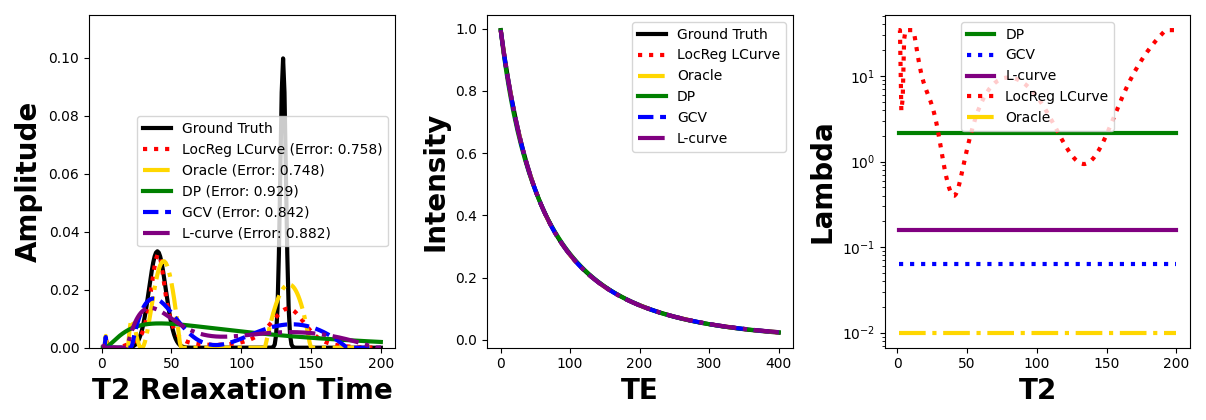 Amplitude
0.10
0.08
0.06
0.04
0.02
0.00
Ground Truth
LocReg LCurve (Error: 0.758)
Oracle (Error: 0.748)
DP (Error: 0.929)
GCV (Error: 0.842)
L-curve (Error: 0.882)
0 50 100 150 200
T2 Relaxation Time
Intensity
1.0
0.8
0.6
0.4
0.2
0.0
Ground Truth
LocReg LCurve
Oracle
DP
GCV
L-curve
0 100 200 300 400
TE
Lambda
10¹
10⁰
10⁻¹
10⁻²
DP
GCV
L-curve
LocReg LCurve
Oracle
0 50 100 150 200
T2